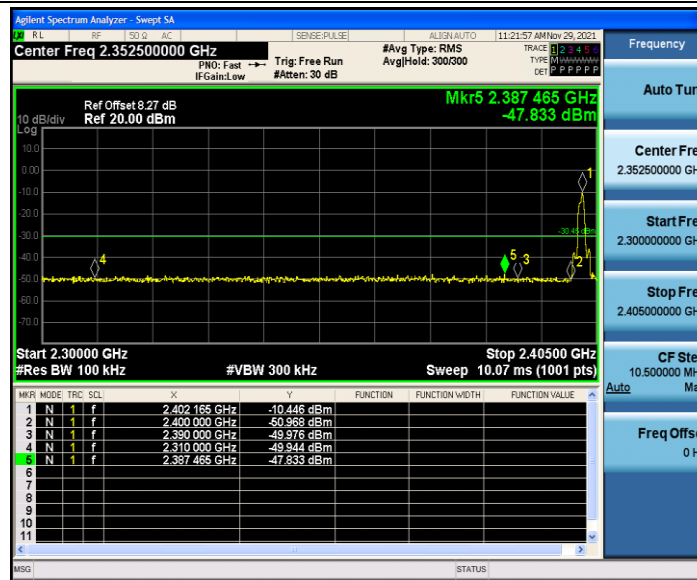 Agilent Spectrum Analyzer - Swept SA
LXI RL RF 50 Ω AC SENSE:PULSE ALIGN AUTO 11:21:57 AM Nov 29, 2021
Center Freq 2.352500000 GHz
PNO: Fast
IFGain:Low
Trig: Free Run
#Atten: 30 dB
#Avg Type: RMS
Avg|Hold: 300/300
TRACE 1 2 3 4 5 6
TYPE M
DET P P P P P P
Ref Offset 8.27 dB
10 dB/div Ref 20.00 dBm
Log
Mkr5 2.387 465 GHz
-47.833 dBm
10.0
0.00
-10.0
-20.0
-30.0
-40.0
-50.0
-60.0
-70.0
1
4
5
3
2
Start 2.30000 GHz Stop 2.40500 GHz
#Res BW 100 kHz #VBW 300 kHz Sweep 10.07 ms (1001 pts)
MKR MODE TRC SCL X Y FUNCTION FUNCTION WIDTH FUNCTION VALUE
1 N 1 f 2.402 165 GHz -10.446 dBm
2 N 1 f 2.400 000 GHz -50.968 dBm
3 N 1 f 2.390 000 GHz -49.976 dBm
4 N 1 f 2.310 000 GHz -49.944 dBm
5 N 1 f 2.387 465 GHz -47.833 dBm
6
7
8
9
10
11
MSG STATUS
Frequency
Auto Tun
Center Fre
2.352500000 GH
Start Fre
2.300000000 GH
Stop Fre
2.405000000 GH
CF Ste
10.500000 MH
Auto Ma
Freq Offs
0 H